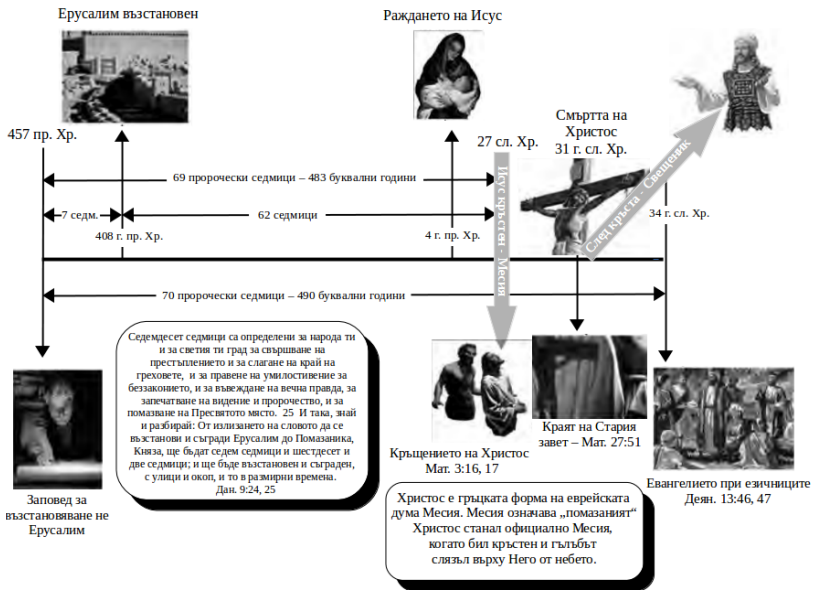 Ерусалим възстановен
Раждането на Исус
457 пр. Хр.
27 сл. Хр.
Смъртта на
Христос
31 г. сл. Хр.
69 пророчески седмици – 483 буквални години
7 седм.
62 седмици
408 г. пр. Хр.
4 г. пр. Хр.
34 г. сл. Хр.
Исус кръстен - Месия
След кръста - Свещеник
70 пророчески седмици – 490 буквални години
Седемдесет седмици са определени за народа ти
и за светия ти град за свършване на
престъплението и за слагане на край на
греховете, и за правене на умилостивение за
беззаконието, и за въвеждане на вечна правда, за
запечатване на видение и пророчество, и за
помазване на Пресвятото място. 25 И така, знай
и разбирай: От излизането на словото да се
възстанови и съгради Ерусалим до Помазаника,
Княза, ще бъдат седем седмици и шестдесет и
две седмици; и ще бъде възстановен и съграден,
с улици и окоп, и то в размирни времена.
Дан. 9:24, 25
Заповед за
възстановяване не
Ерусалим
Кръщението на Христос
Мат. 3:16, 17
Краят на Стария
завет – Мат. 27:51
Евангелието при езичниците
Деян. 13:46, 47
Христос е гръцката форма на еврейската
дума Месия. Месия означава „помазаният“
Христос станал официално Месия,
когато бил кръстен и гълъбът
слязъл върху Него от небето.